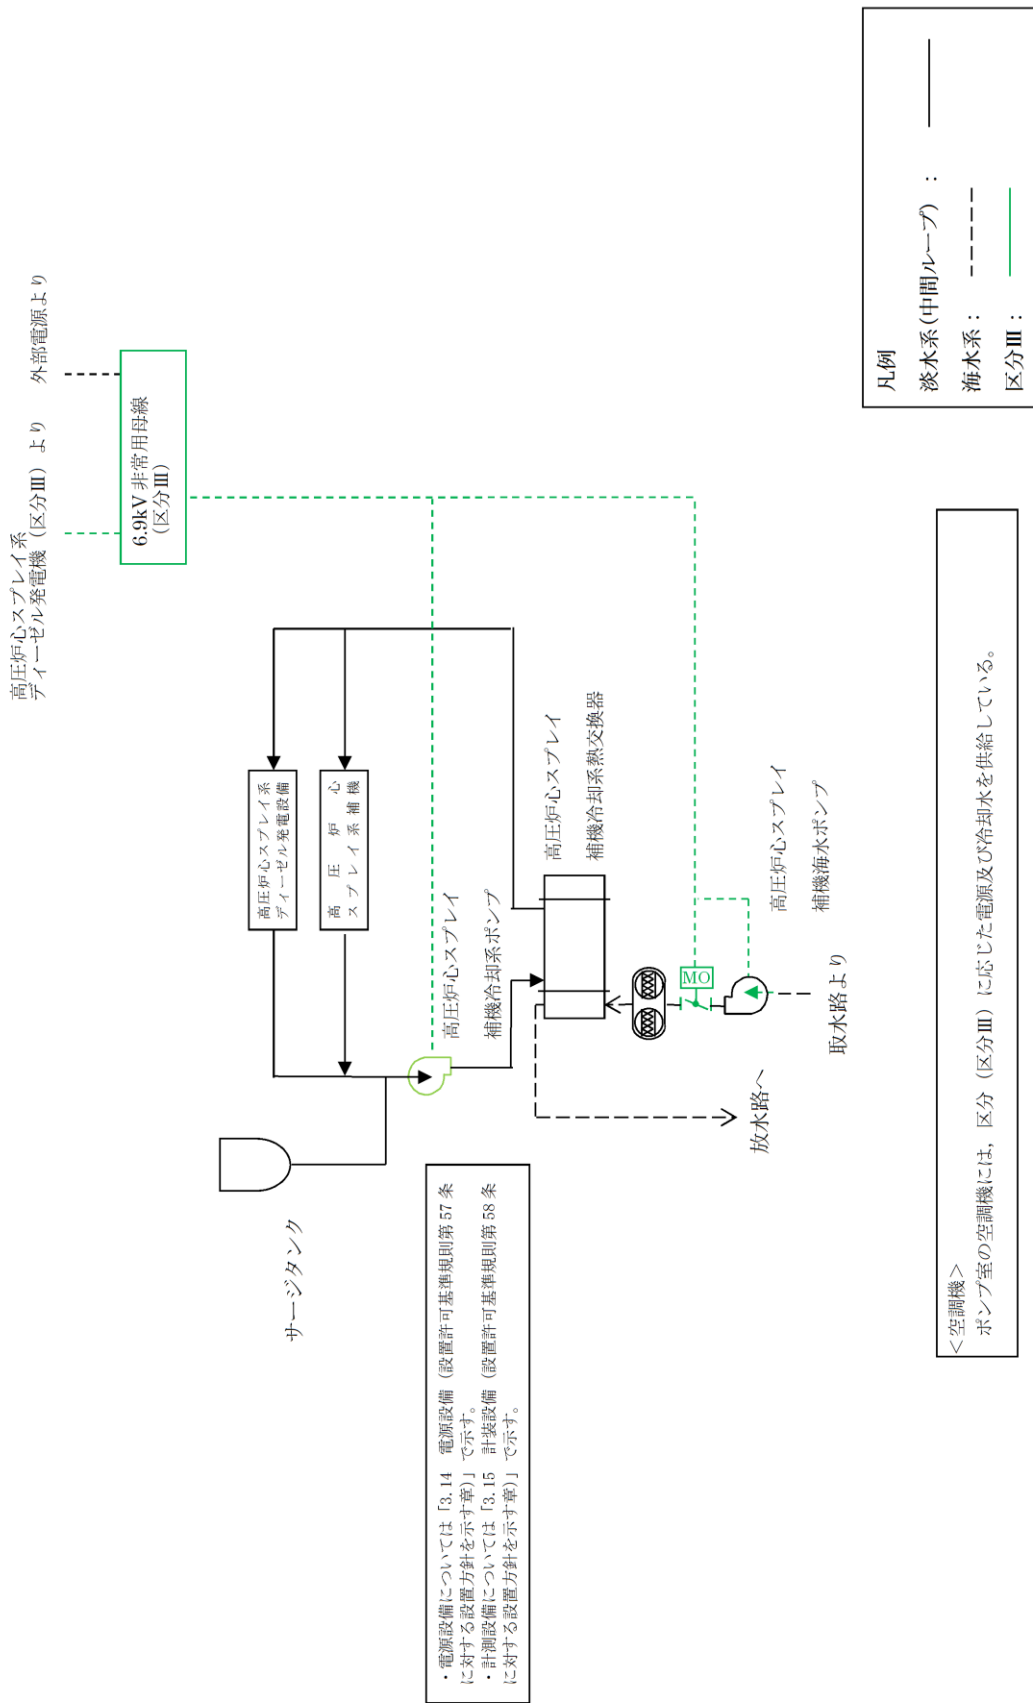 高圧炉心スプレイ系
ディーゼル発電機（区分Ⅲ）より
外部電源より
6.9kV 非常用母線
（区分Ⅲ）
高圧炉心スプレイ系
ディーゼル発電設備
高圧炉心
スプレイ系補機
サージタンク
高圧炉心スプレイ
補機冷却系ポンプ
高圧炉心スプレイ
補機冷却系熱交換器
MO
高圧炉心スプレイ
補機海水ポンプ
放水路へ
取水路より
・電源設備については「3.14 電源設備（設置許可基準規則第57条
に対する設置方針を示す章）」で示す。
・計測設備については「3.15 計装設備（設置許可基準規則第58条
に対する設置方針を示す章）」で示す。
＜空調機＞
ポンプ室の空調機には，区分（区分Ⅲ）に応じた電源及び冷却水を供給している。
凡例
淡水系(中間ループ)：
海水系：
区分Ⅲ：